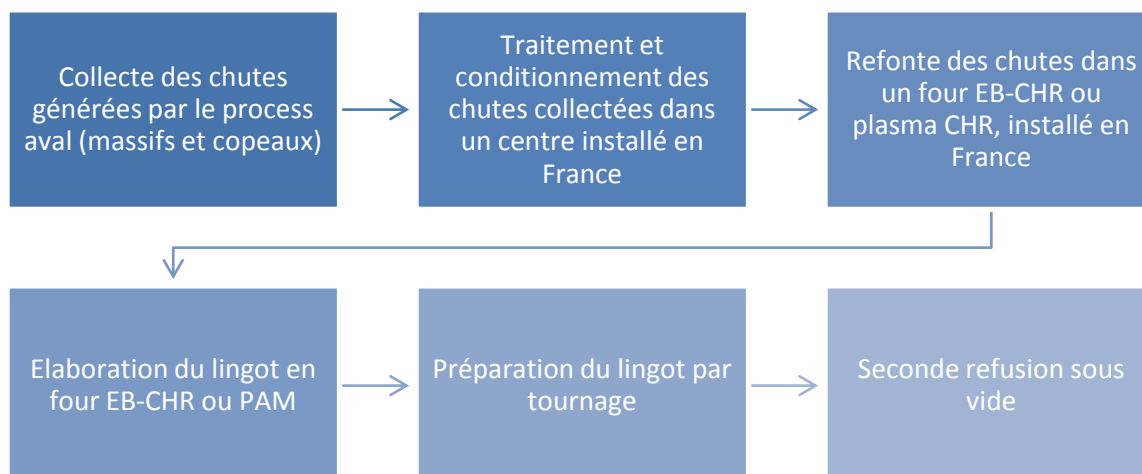 Collecte des chutes
générées par le process
aval (massifs et copeaux)
Traitement et
conditionnement des
chutes collectées dans
un centre installé en
France
Refonte des chutes dans
un four EB-CHR ou
plasma CHR, installé en
France
Elaboration du lingot en
four EB-CHR ou PAM
Préparation du lingot par
tournage
Seconde refusion sous
vide